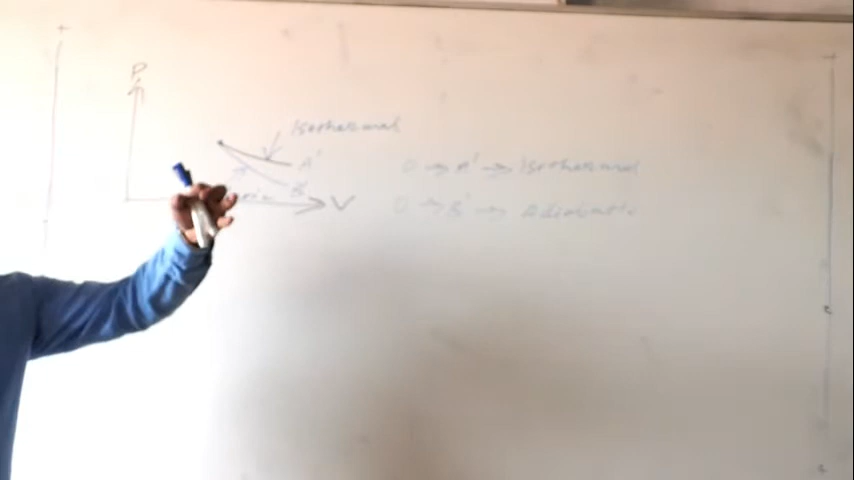 P
Isothermal
A'
B'
V
O → A' → Isothermal
O → B' → Adiabatic